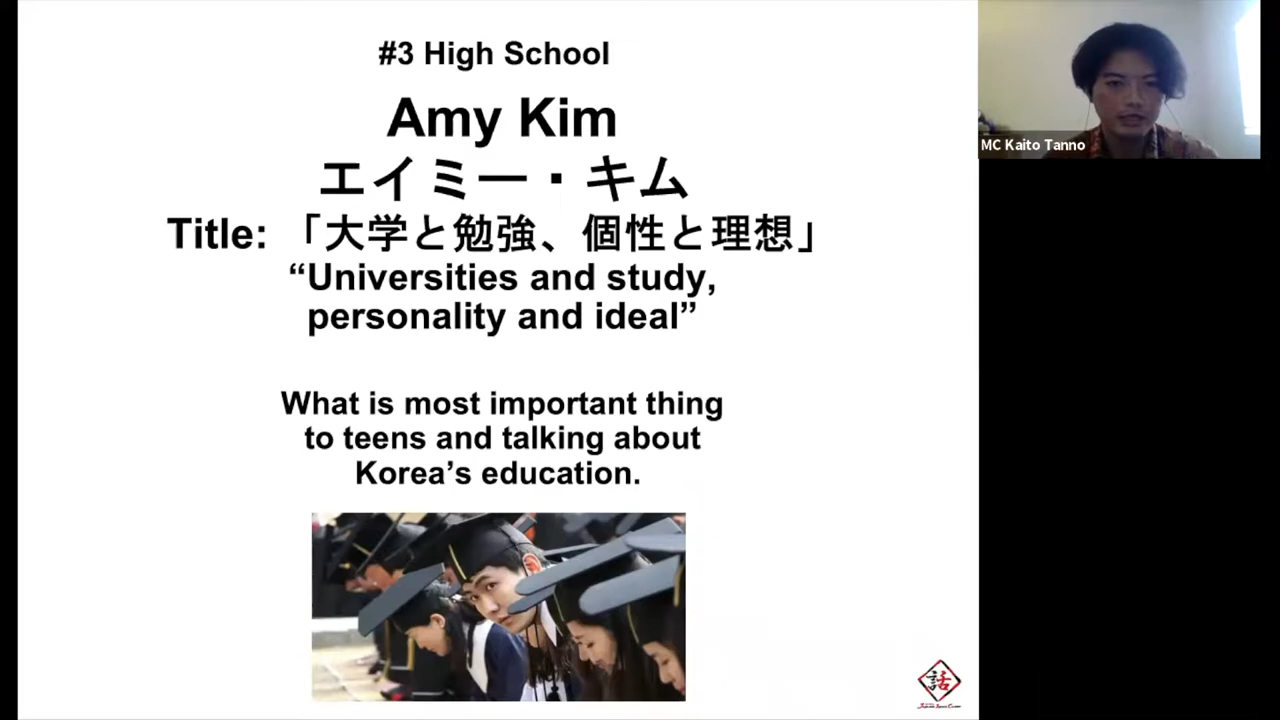 #3 High School
Amy Kim
エイミー・キム
Title: 「大学と勉強、個性と理想」
“Universities and study,
personality and ideal”
What is most important thing
to teens and talking about
Korea’s education.
MC Kaito Tanno
話